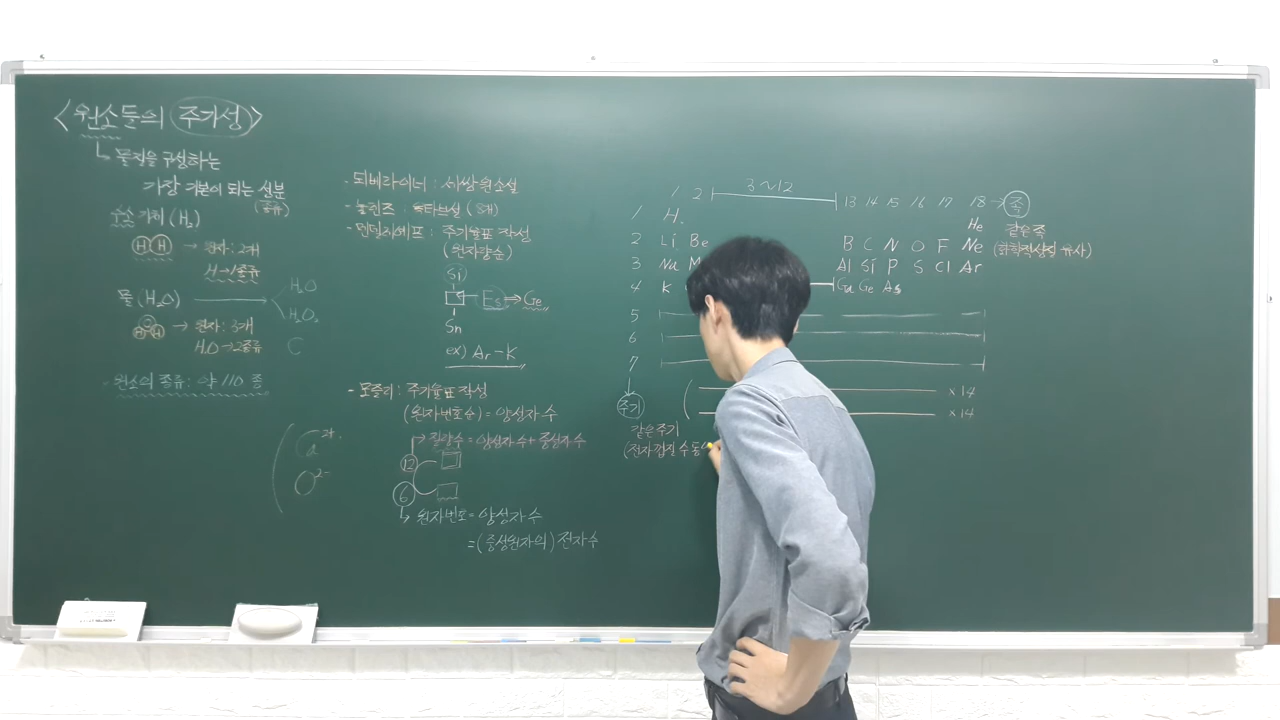 <원소들의 주기성>
물질을 구성하는
가장 기본이 되는 성분
(종류)
수소 기체 (H₂)
H H → 원자: 2개
H → 1종류
물 (H₂O)
H₂O
H₂O₂
C
H O H → 원자: 3개
H₂O → 2종류
- 원소의 종류: 약 110 종
Ca²⁺
O²⁻
- 되베라이너 : 세쌍원소설
- 뉼린즈 : 옥타브설 (8개)
- 멘델레예프 : 주기율표 작성
(원자량순)
Si
Es ⇒ Ge
Sn
ex) Ar - K
- 모즐리 : 주기율표 작성
(원자번호순) = 양성자 수
질량수 = 양성자수 + 중성자수
12
6
원자번호 = 양성자 수
= (중성원자의) 전자수
1 2 3~12 13 14 15 16 17 18 → 족
1 H He
2 Li Be B C N O F Ne
3 Na M Al Si P S Cl Ar
4 K Ga Ge As
5
6
7
같은 족
(화학적성질 유사)
x 14
x 14
주기
같은 주기
(전자껍질 수 동